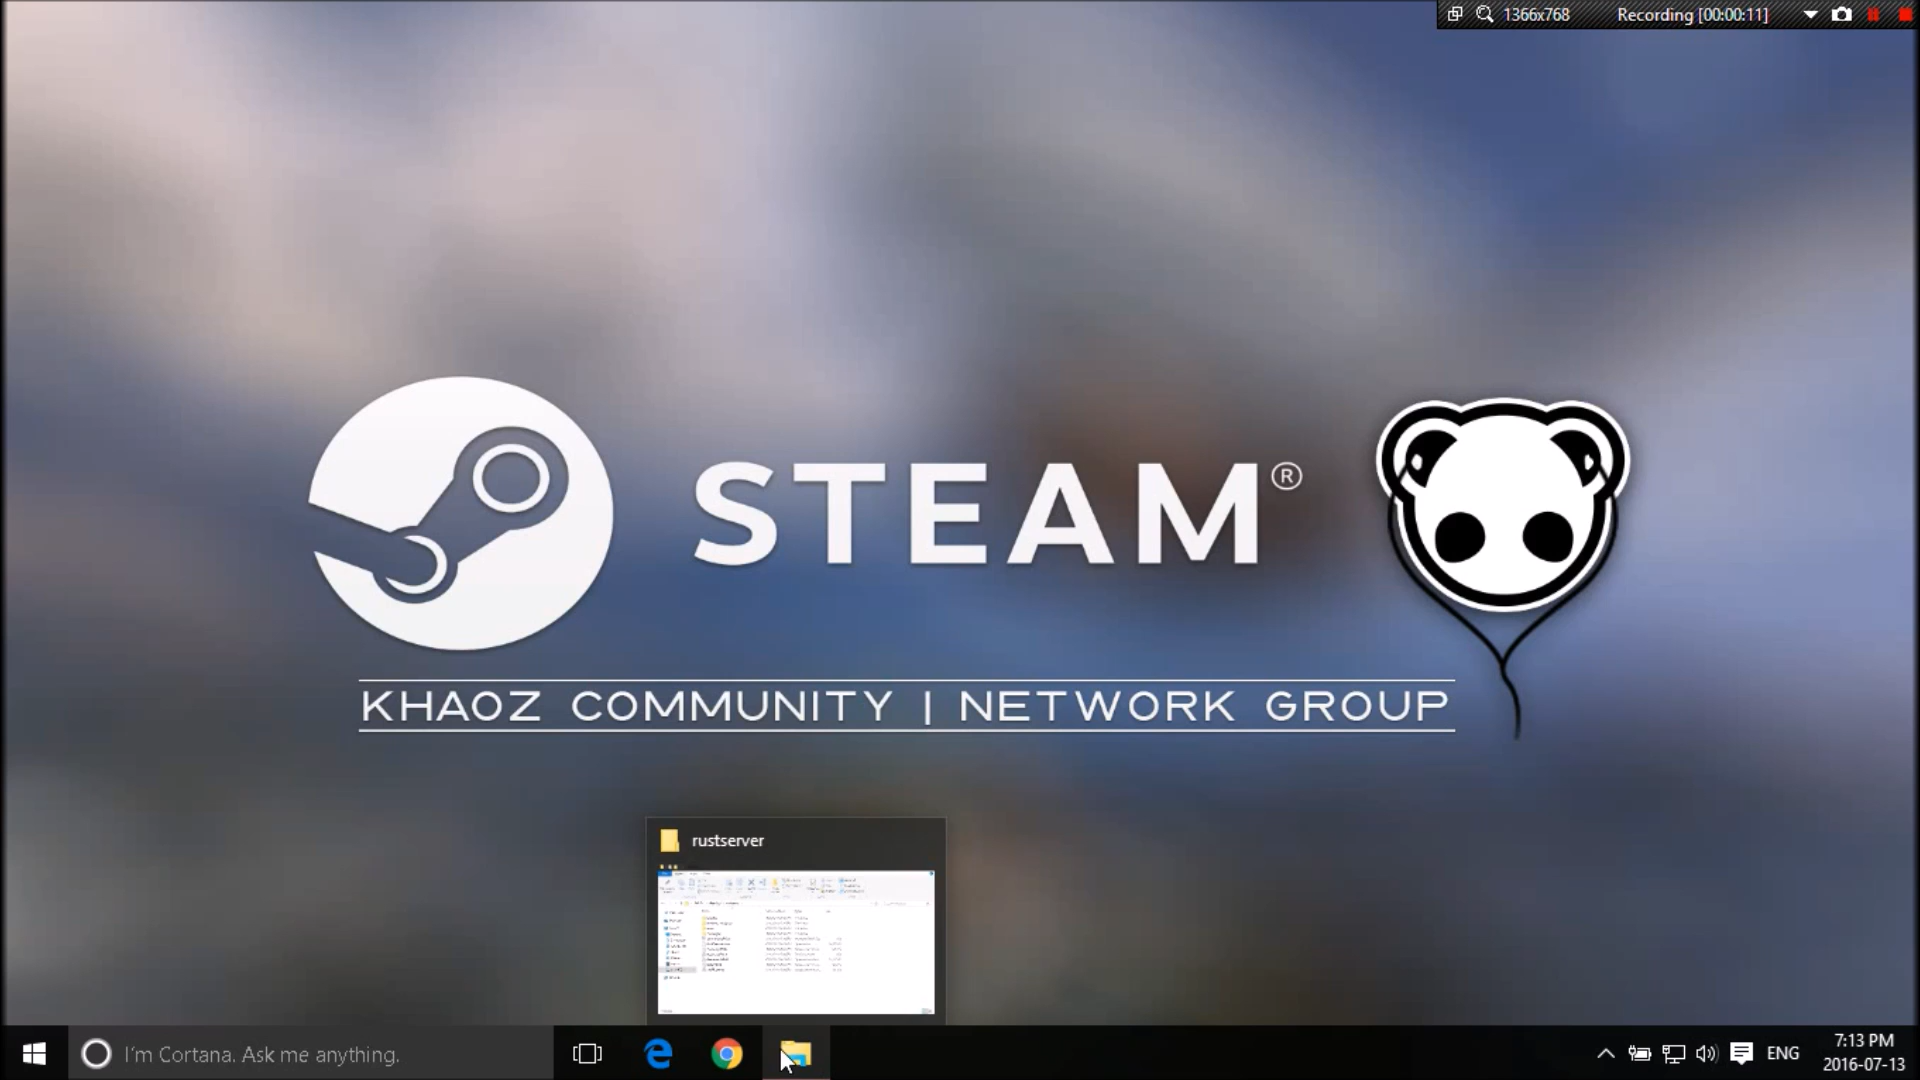 1366x768
Recording [00:00:11]
STEAM®
KHAOZ COMMUNITY | NETWORK GROUP
rustserver
I'm Cortana. Ask me anything.
ENG
7:13 PM
2016-07-13